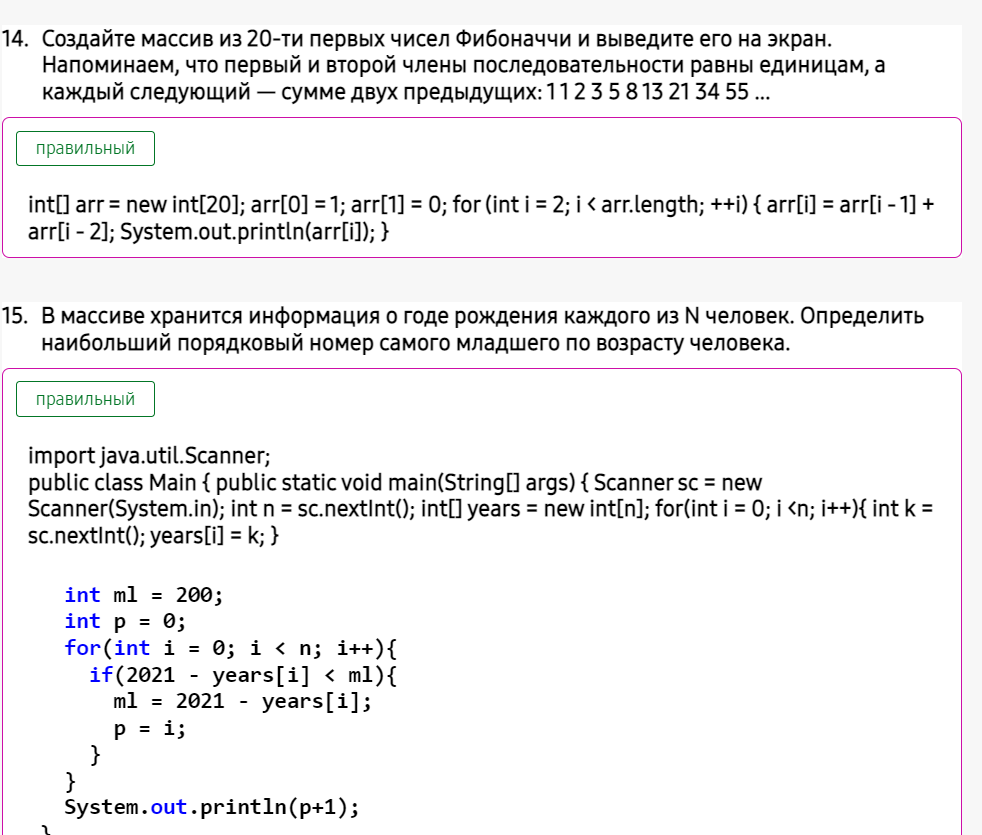 14. Создайте массив из 20-ти первых чисел Фибоначчи и выведите его на экран.
Напоминаем, что первый и второй члены последовательности равны единицам, а
каждый следующий — сумме двух предыдущих: 1 1 2 3 5 8 13 21 34 55 ...
правильный
int[] arr = new int[20]; arr[0] = 1; arr[1] = 0; for (int i = 2; i < arr.length; ++i) { arr[i] = arr[i - 1] +
arr[i - 2]; System.out.println(arr[i]); }
15. В массиве хранится информация о годе рождения каждого из N человек. Определить
наибольший порядковый номер самого младшего по возрасту человека.
правильный
import java.util.Scanner;
public class Main { public static void main(String[] args) { Scanner sc = new
Scanner(System.in); int n = sc.nextInt(); int[] years = new int[n]; for(int i = 0; i <n; i++){ int k =
sc.nextInt(); years[i] = k; }
int ml = 200;
int p = 0;
for(int i = 0; i < n; i++){
if(2021 - years[i] < ml){
ml = 2021 - years[i];
p = i;
}
}
System.out.println(p+1);
}